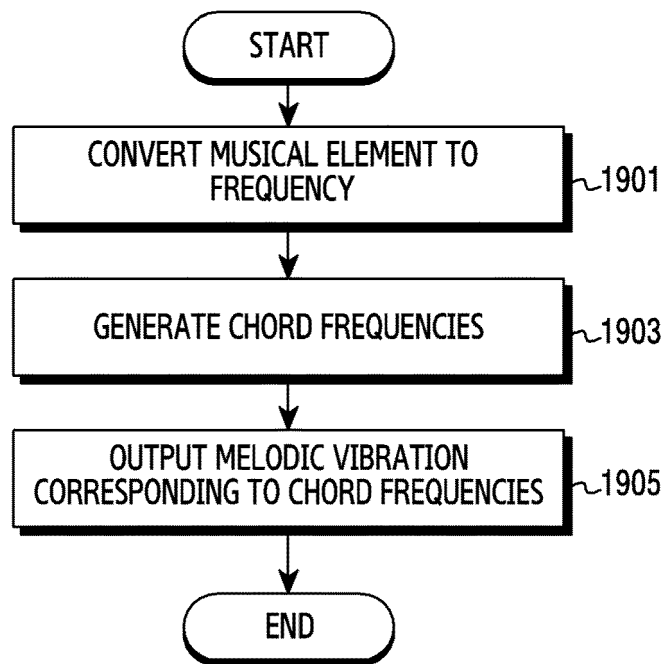 START
CONVERT MUSICAL ELEMENT TO
FREQUENCY
1901
GENERATE CHORD FREQUENCIES
1903
OUTPUT MELODIC VIBRATION
CORRESPONDING TO CHORD FREQUENCIES
1905
END